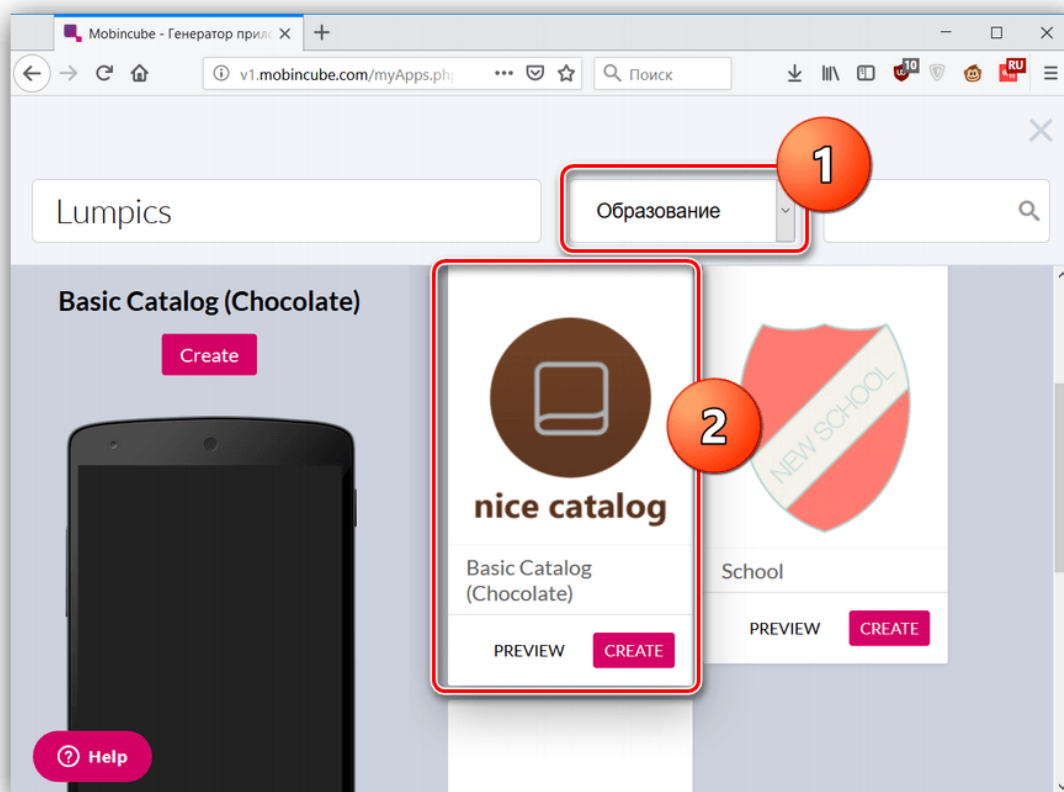 Mobincube - Генератор прило
v1.mobincube.com/myApps.php
Поиск
10
RU
1
Lumpics
Образование
Basic Catalog (Chocolate)
Create
2
nice catalog
NEW SCHOOL
Basic Catalog
(Chocolate)
School
PREVIEW
CREATE
PREVIEW
CREATE
Help